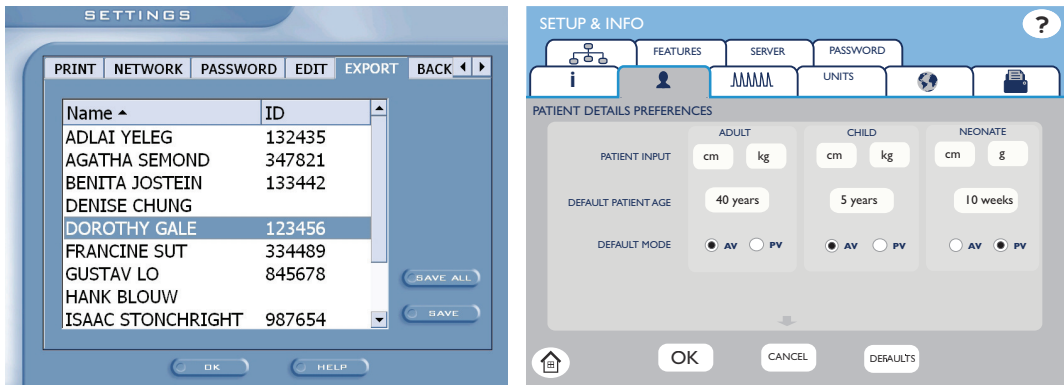 SETTINGS
PRINT NETWORK PASSWORD EDIT EXPORT BACK
Name ID
ADLAI YELEG 132435
AGATHA SEMOND 347821
BENITA JOSTEIN 133442
DENISE CHUNG
DOROTHY GALE 123456
FRANCINE SUT 334489
GUSTAV LO 845678
HANK BLOUW
ISAAC STONCHRIGHT 987654
SAVE ALL
SAVE
OK HELP
SETUP & INFO ?
FEATURES SERVER PASSWORD
i UNITS
PATIENT DETAILS PREFERENCES
ADULT CHILD NEONATE
PATIENT INPUT cm kg cm kg cm g
DEFAULT PATIENT AGE 40 years 5 years 10 weeks
DEFAULT MODE AV PV AV PV AV PV
OK CANCEL DEFAULTS